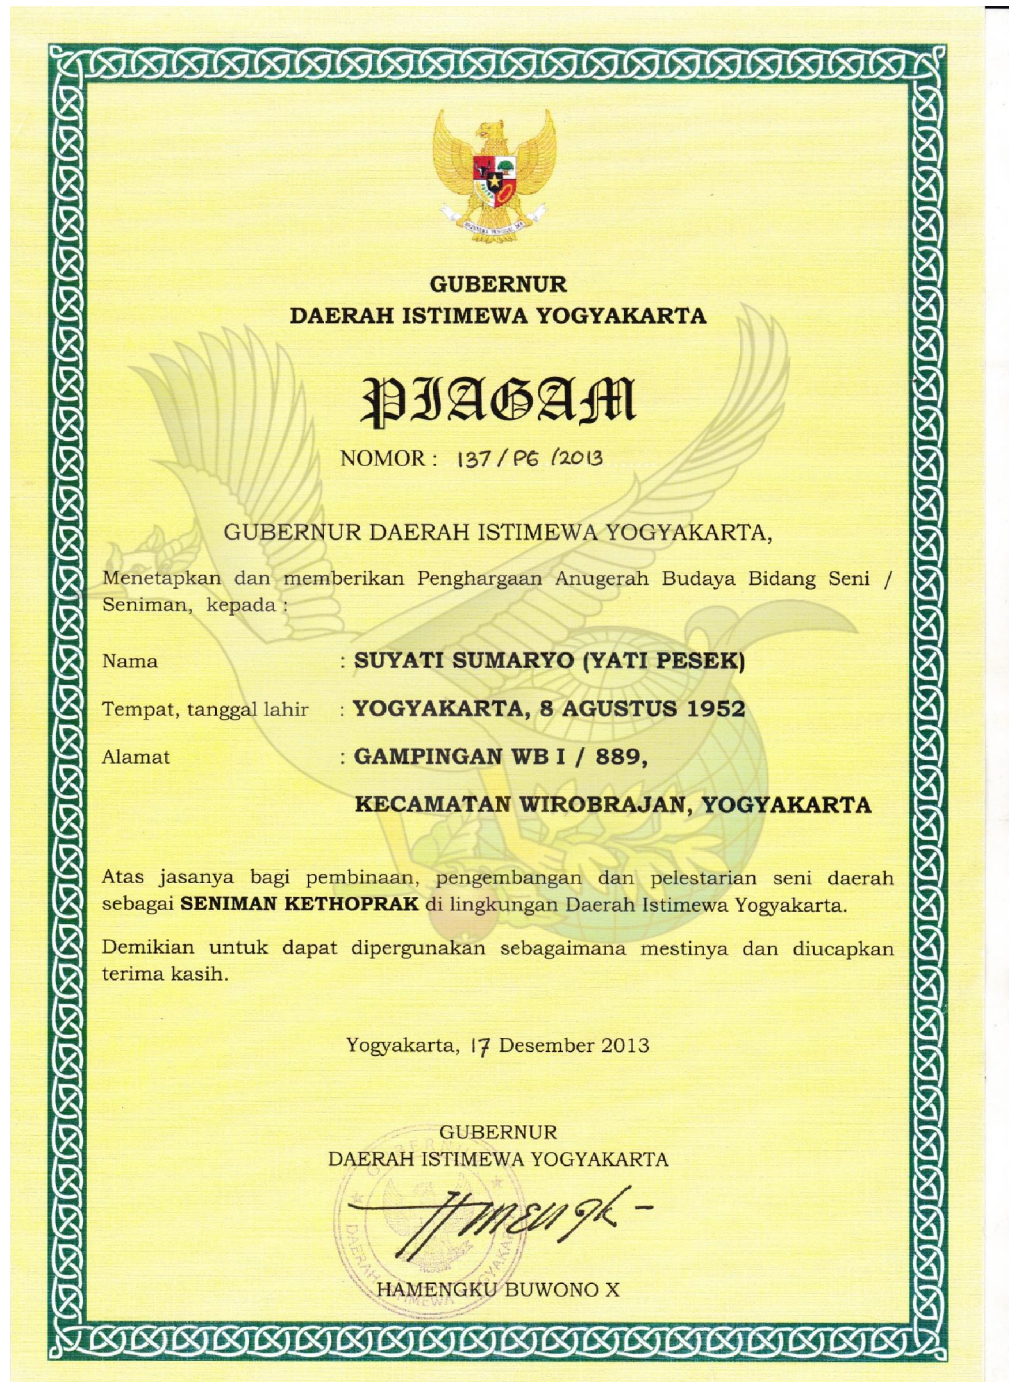 GUBERNUR
DAERAH ISTIMEWA YOGYAKARTA
PIAGAM
NOMOR : 137 / PG / 2013
GUBERNUR DAERAH ISTIMEWA YOGYAKARTA,
Menetapkan dan memberikan Penghargaan Anugerah Budaya Bidang Seni /
Seniman, kepada :
Nama : SUYATI SUMARYO (YATI PESEK)
Tempat, tanggal lahir : YOGYAKARTA, 8 AGUSTUS 1952
Alamat : GAMPINGAN WB I / 889,
KECAMATAN WIROBRAJAN, YOGYAKARTA
Atas jasanya bagi pembinaan, pengembangan dan pelestarian seni daerah
sebagai SENIMAN KETHOPRAK di lingkungan Daerah Istimewa Yogyakarta.
Demikian untuk dapat dipergunakan sebagaimana mestinya dan diucapkan
terima kasih.
Yogyakarta, 17 Desember 2013
GUBERNUR
DAERAH ISTIMEWA YOGYAKARTA
HAMENGKU BUWONO X